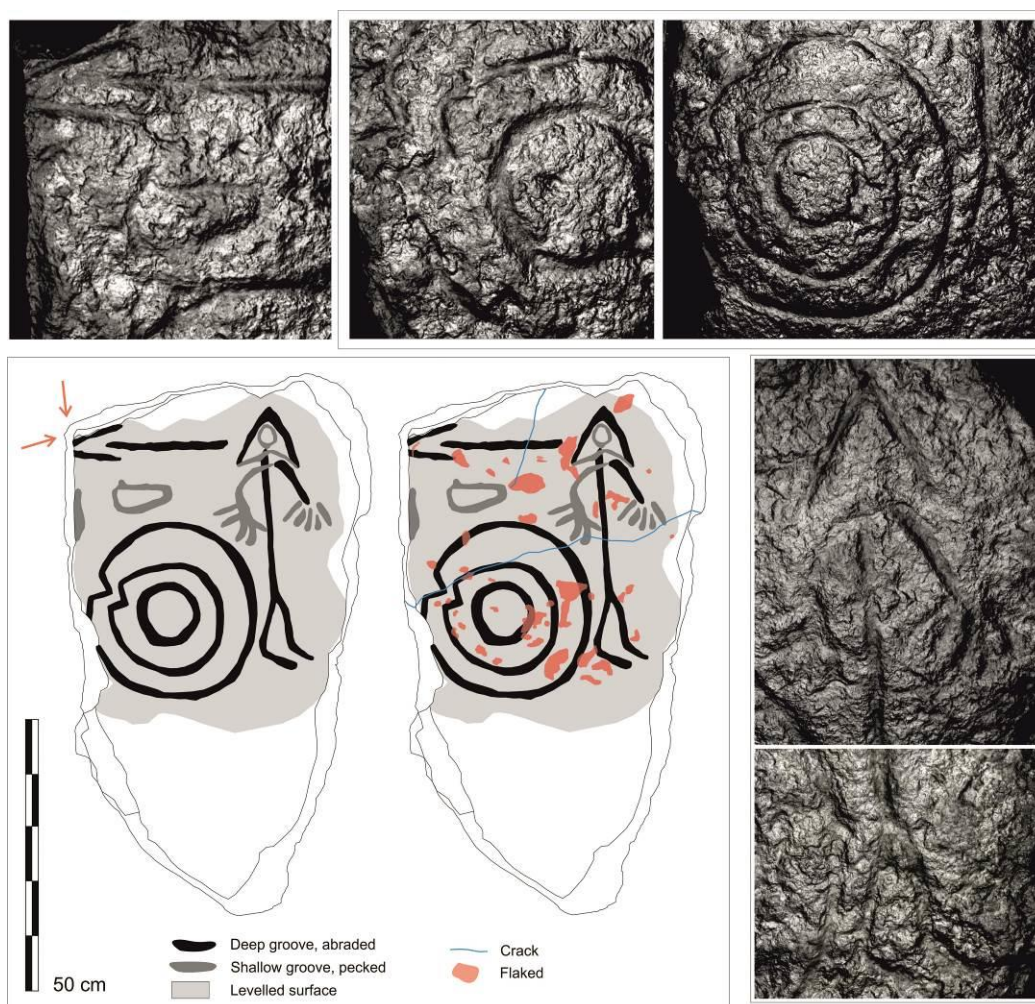 Deep groove, abraded
Shallow groove, pecked
Levelled surface
Crack
Flaked
50 cm